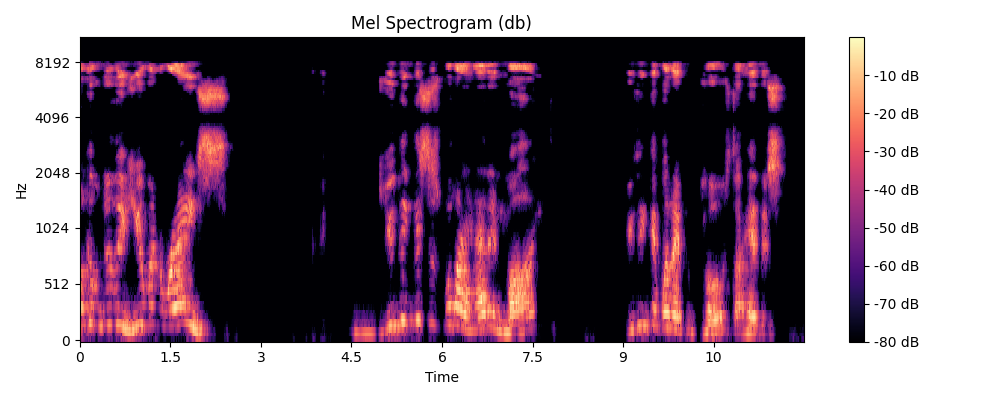 Mel Spectrogram (db)
8192
4096
2048
1024
512
0
Hz
0 1.5 3 4.5 6 7.5 9 10
Time
-10 dB
-20 dB
-30 dB
-40 dB
-50 dB
-60 dB
-70 dB
-80 dB